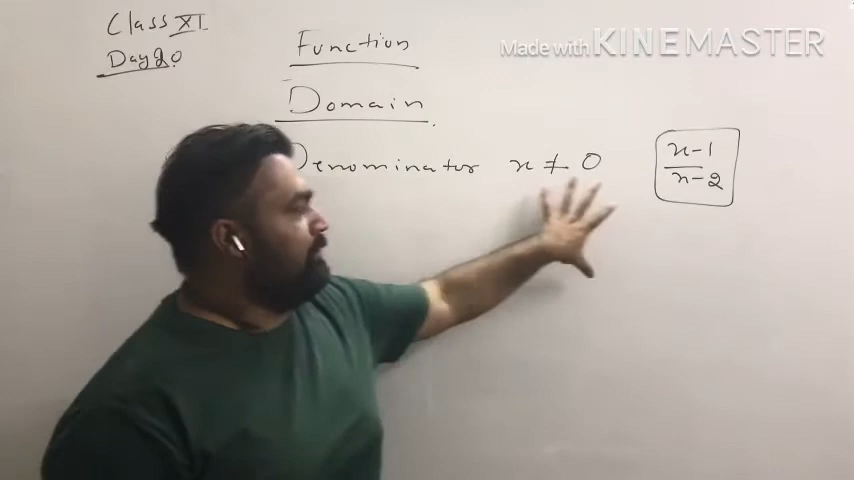 Class XI
Day 20
Function
Made with KINEMASTER
Domain
Denominator x ≠ 0
x-1
x-2